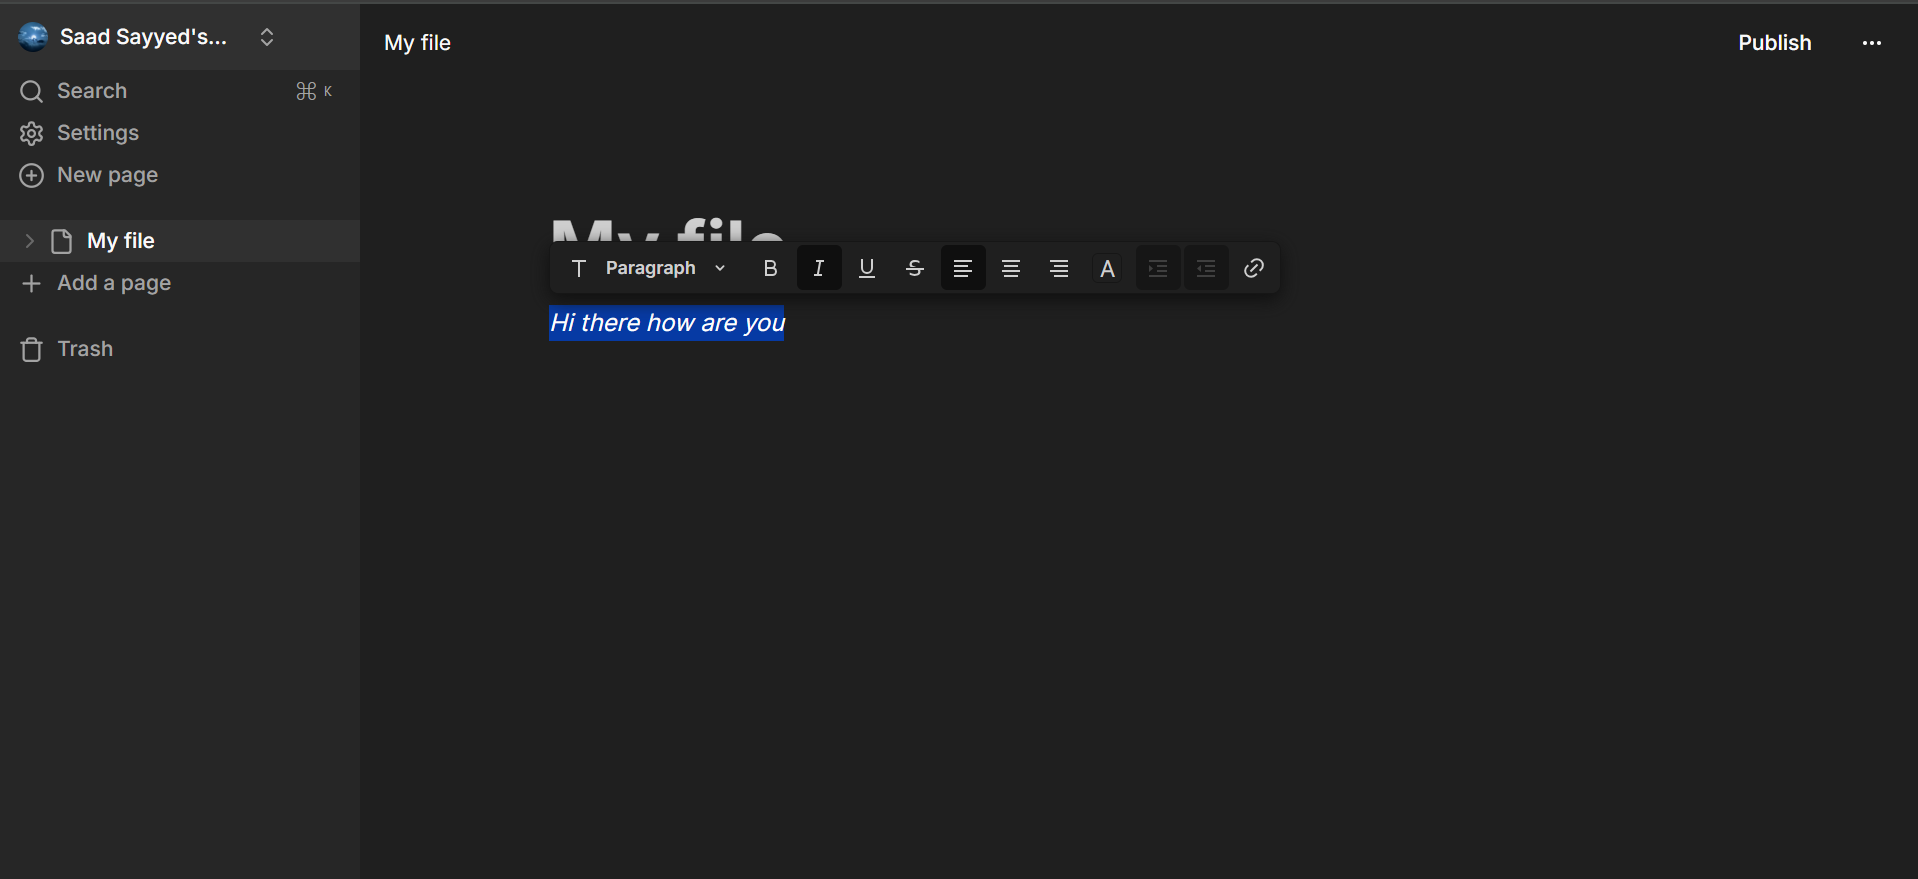 Saad Sayyed's...
Search ⌘ K
Settings
New page
My file
Add a page
Trash
My file
Publish
My file
Paragraph
Hi there how are you